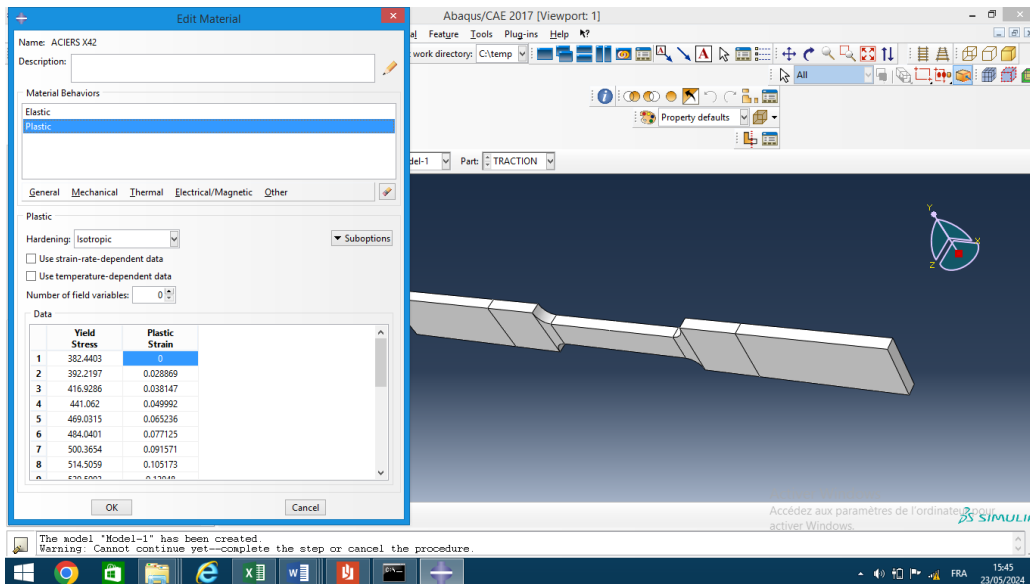 Edit Material
x
Abaqus/CAE 2017 [Viewport: 1]
Name: ACIERS X42
Description:
Feature Tools Plug-ins Help
work directory: C:\temp
All
Property defaults
Material Behaviors
Elastic
Plastic
del-1 Part: TRACTION
General Mechanical Thermal Electrical/Magnetic Other
Plastic
Hardening: Isotropic Suboptions
Use strain-rate-dependent data
Use temperature-dependent data
Number of field variables: 0
Data
Yield Stress Plastic Strain
1 382.4403 0
2 392.2197 0.028869
3 416.9286 0.038147
4 441.062 0.049992
5 469.0315 0.065236
6 484.0401 0.077125
7 500.3654 0.091571
8 514.5059 0.105173
OK Cancel
Y
X
Z
Accédez aux paramètres de l'ordinateur pour
activer Windows.
SIMULIA
The model "Model-1" has been created.
Warning: Cannot continue yet--complete the step or cancel the procedure.
FRA
15:45
23/05/2024